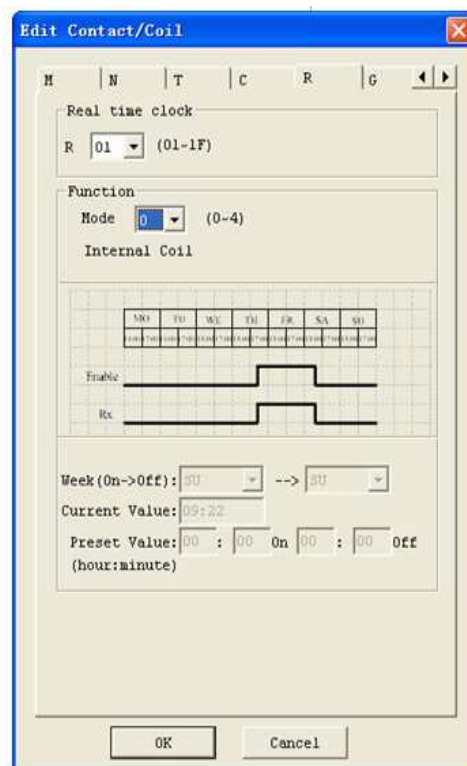 Edit Contact/Coil
M N T C R G
Real time clock
R 01 (01~1F)
Function
Mode 0 (0~4)
Internal Coil
MO TU WE TH FR SA SU
Enable
Rx
Week(On->Off): SU --> SU
Current Value: 09:22
Preset Value: 00 : 00 On 00 : 00 Off
(hour:minute)
OK Cancel